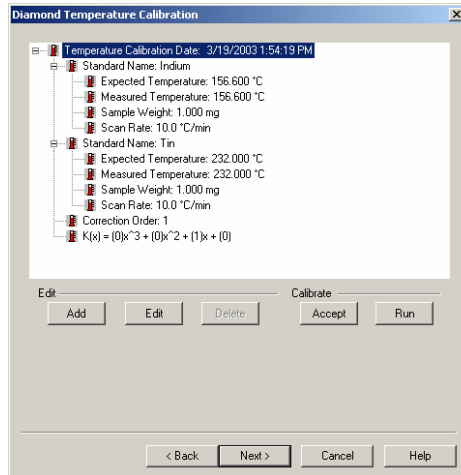 Diamond Temperature Calibration
Temperature Calibration Date: 3/19/2003 1:54:19 PM
Standard Name: Indium
Expected Temperature: 156.600 °C
Measured Temperature: 156.600 °C
Sample Weight: 1.000 mg
Scan Rate: 10.0 °C/min
Standard Name: Tin
Expected Temperature: 232.000 °C
Measured Temperature: 232.000 °C
Sample Weight: 1.000 mg
Scan Rate: 10.0 °C/min
Correction Order: 1
K(x) = (0)x^3 + (0)x^2 + (1)x + (0)
Edit Calibrate
Add Edit Delete Accept Run
< Back Next > Cancel Help